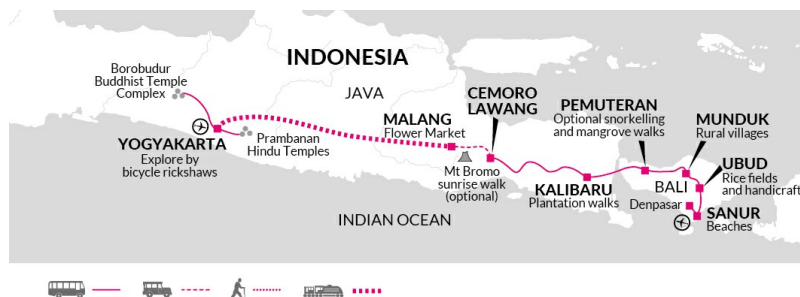 INDONESIA
JAVA
Borobudur
Buddhist Temple
Complex
YOGYAKARTA
Explore by
bicycle rickshaws
Prambanan
Hindu Temples
MALANG
Flower Market
CEMORO
LAWANG
Mt Bromo
sunrise walk
(optional)
PEMUTERAN
Optional snorkelling
and mangrove walks
KALIBARU
Plantation walks
MUNDUK
Rural villages
BALI
UBUD
Rice fields
and handicraft
Denpasar
SANUR
Beaches
INDIAN OCEAN